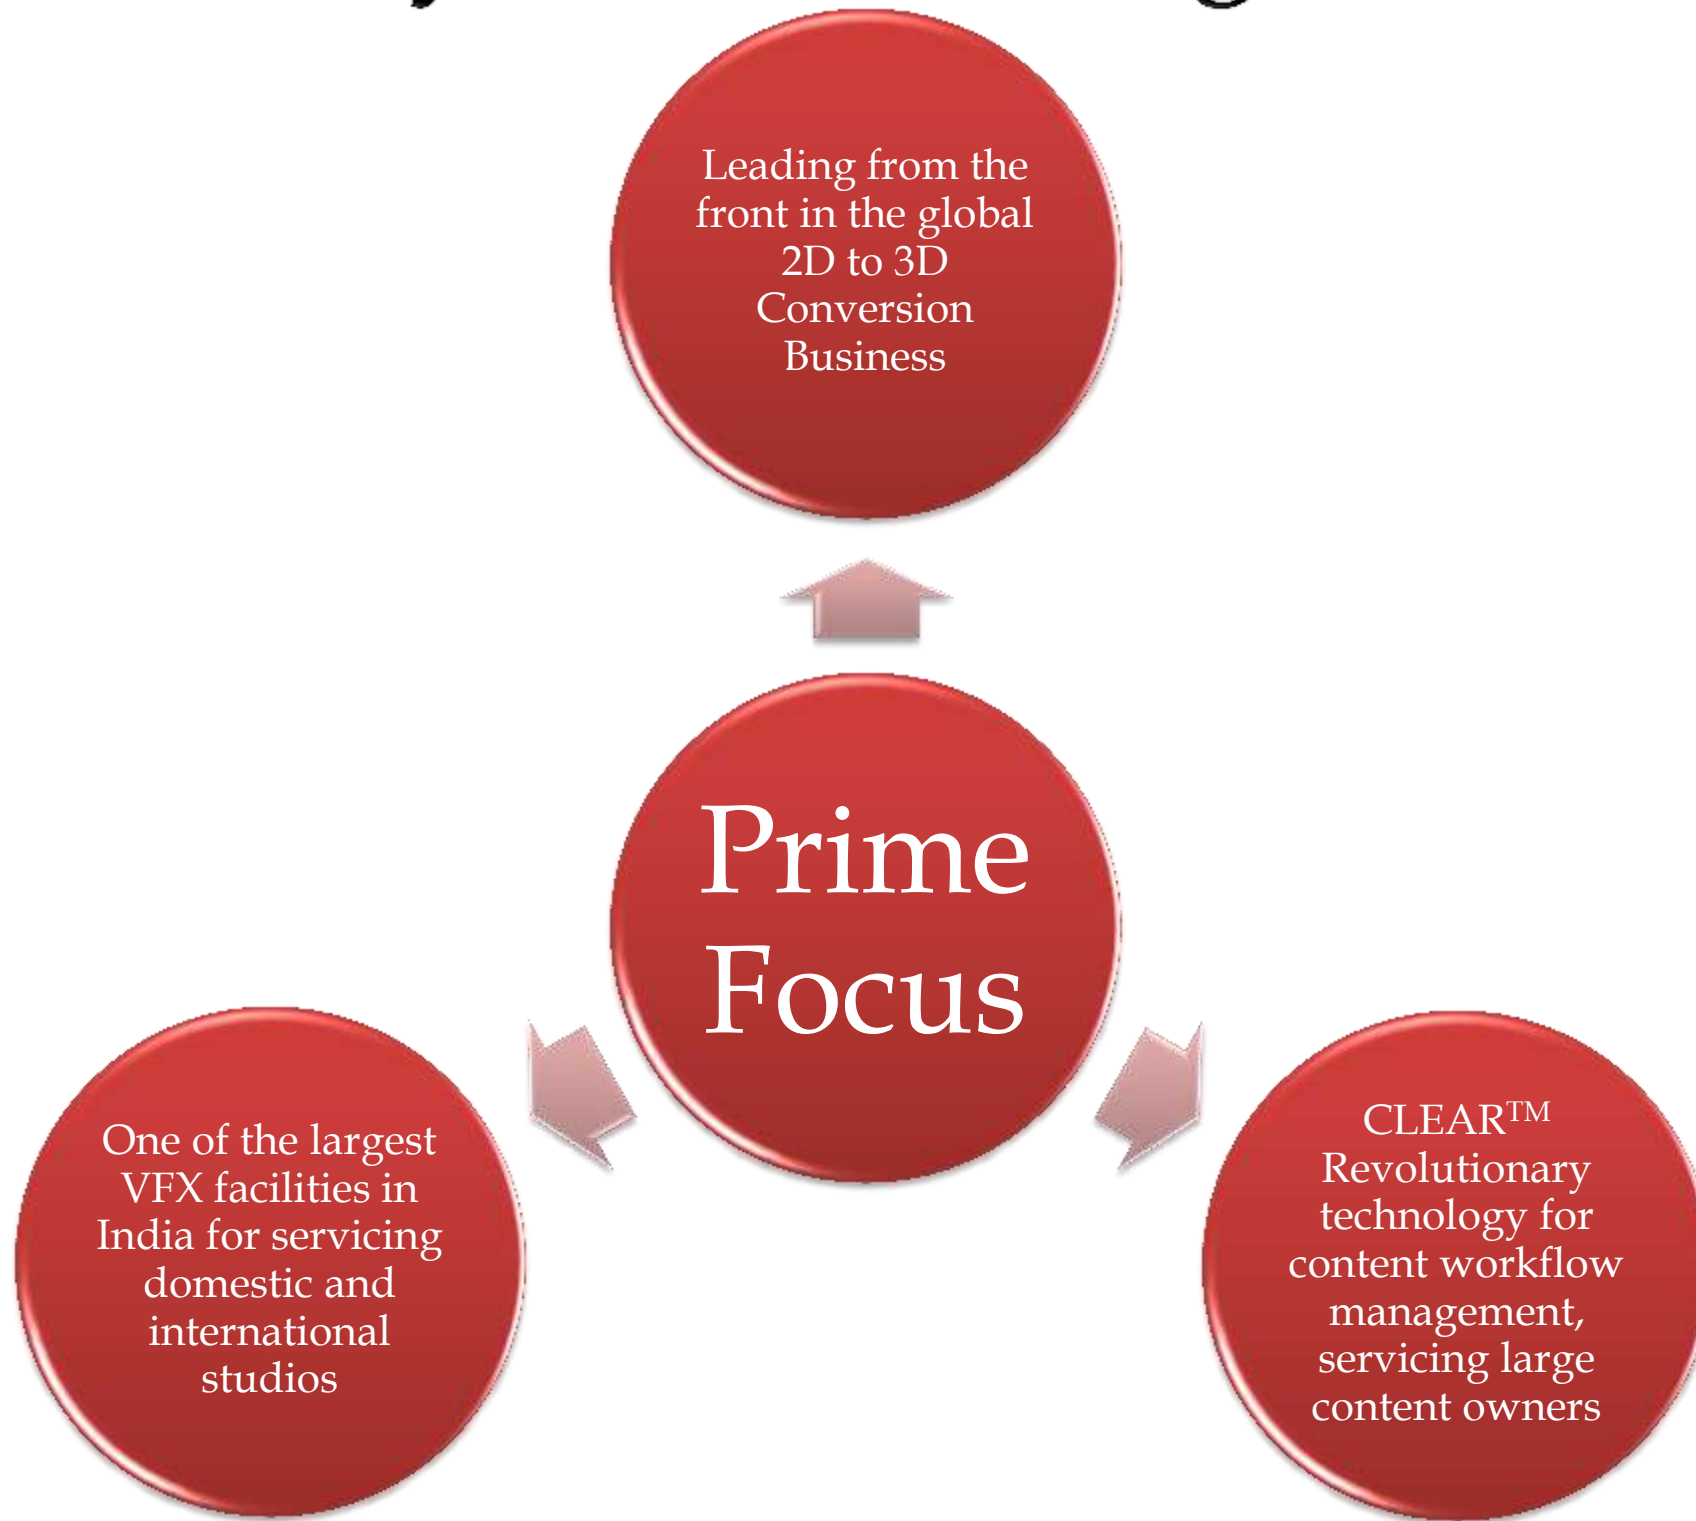 Leading from the
front in the global
2D to 3D
Conversion
Business
Prime
Focus
One of the largest
VFX facilities in
India for servicing
domestic and
international
studios
CLEAR™
Revolutionary
technology for
content workflow
management,
servicing large
content owners